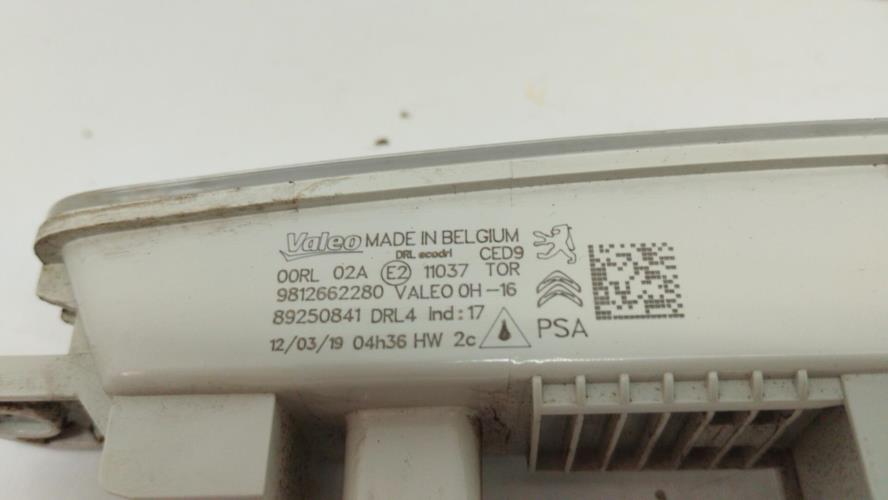 Valeo MADE IN BELGIUM
DRL ecodrl CED9
00RL 02A E2 11037 TOR
9812662280 VALEO 0H-16
89250841 DRL4 Ind:17
12/03/19 04h36 HW 2c
PSA